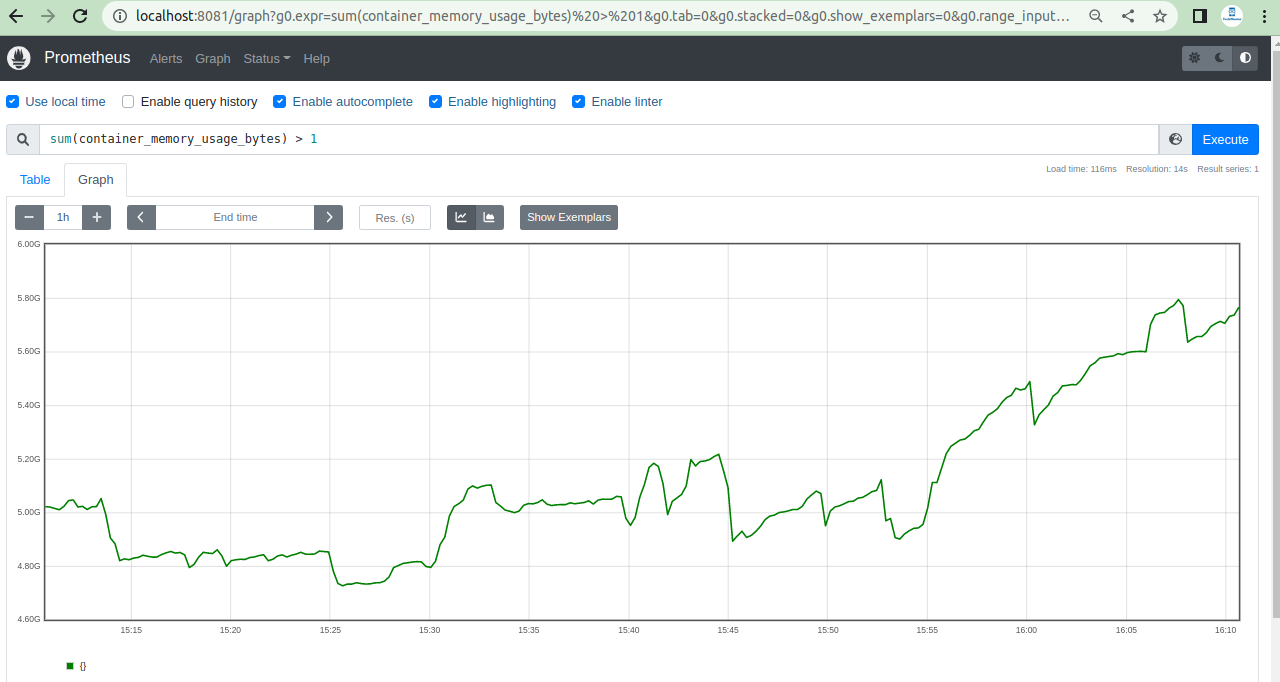 localhost:8081/graph?g0.expr=sum(container_memory_usage_bytes)%20>%201&g0.tab=0&g0.stacked=0&g0.show_exemplars=0&g0.range_input...
Prometheus Alerts Graph Status Help
Use local time Enable query history Enable autocomplete Enable highlighting Enable linter
sum(container_memory_usage_bytes) > 1
Execute
Table Graph
Load time: 116ms Resolution: 14s Result series: 1
1h End time Res. (s) Show Exemplars
6.00G
5.80G
5.60G
5.40G
5.20G
5.00G
4.80G
4.60G
15:15 15:20 15:25 15:30 15:35 15:40 15:45 15:50 15:55 16:00 16:05 16:10
{}